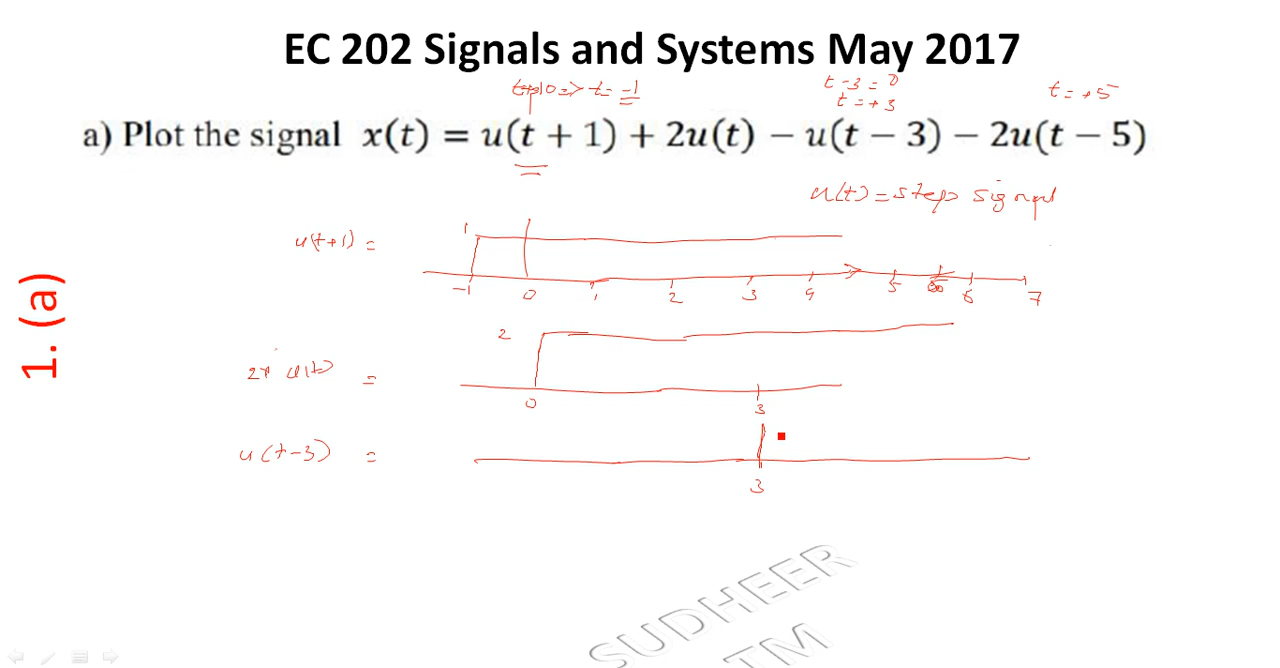 EC 202 Signals and Systems May 2017
t = -1
t - 3 = 0
t = +3
t = +5
a) Plot the signal x(t) = u(t + 1) + 2u(t) − u(t − 3) − 2u(t − 5)
u(t) = step signal
u(t+1) =
1
-1 0 1 2 3 4 5 6 7
2
2x u(t) =
0 3
u(t-3) =
3
1. (a)
SUDHEER
TM